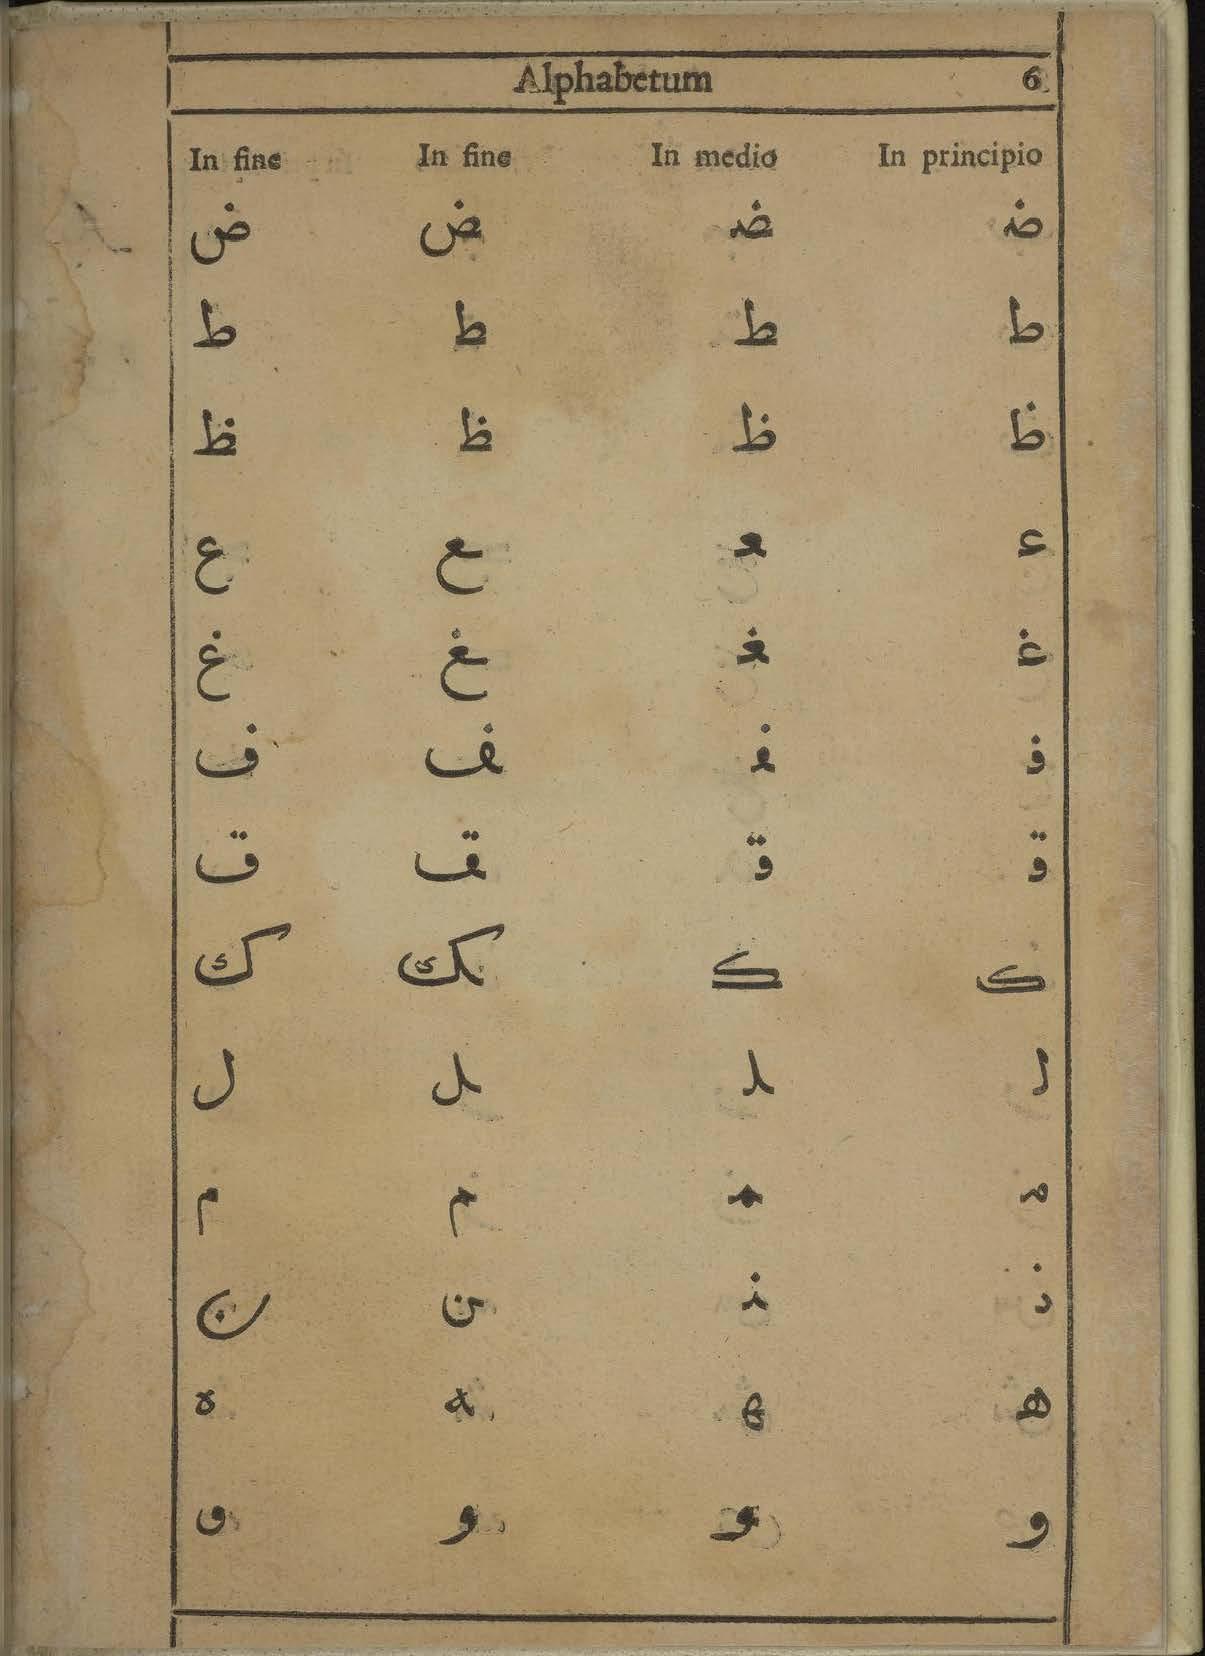 Alphabetum 6
In fine In fine In medio In principio
ض ـض ـضـ ضـ
ط ـط ـطـ طـ
ظ ـظ ـظـ ظـ
ع ـع ـعـ عـ
غ ـغ ـغـ غـ
ف ـف ـفـ فـ
ق ـق ـقـ قـ
ك ـك ـكـ كـ
ل ـل ـلـ لـ
م ـم ـمـ مـ
ن ـن ـنـ نـ
ه ـه ـهـ هـ
و و ـو و